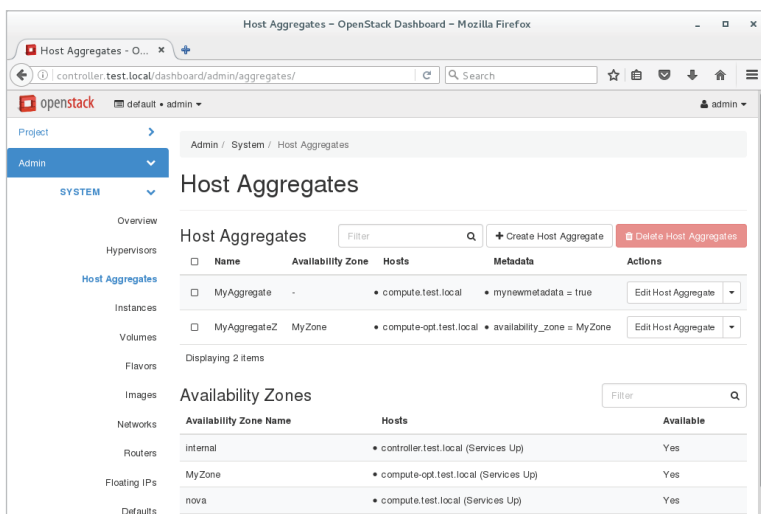 Host Aggregates – OpenStack Dashboard – Mozilla Firefox
Host Aggregates - O...
controller.test.local/dashboard/admin/aggregates/
Search
openstack
default • admin
admin
Project
Admin
SYSTEM
Overview
Hypervisors
Host Aggregates
Instances
Volumes
Flavors
Images
Networks
Routers
Floating IPs
Defaults
Admin / System / Host Aggregates
Host Aggregates
Host Aggregates
Filter
Create Host Aggregate
Delete Host Aggregates
Name Availability Zone Hosts Metadata Actions
MyAggregate - • compute.test.local • mynewmetadata = true Edit Host Aggregate
MyAggregateZ MyZone • compute-opt.test.local • availability_zone = MyZone Edit Host Aggregate
Displaying 2 items
Availability Zones
Filter
Availability Zone Name Hosts Available
internal • controller.test.local (Services Up) Yes
MyZone • compute-opt.test.local (Services Up) Yes
nova • compute.test.local (Services Up) Yes